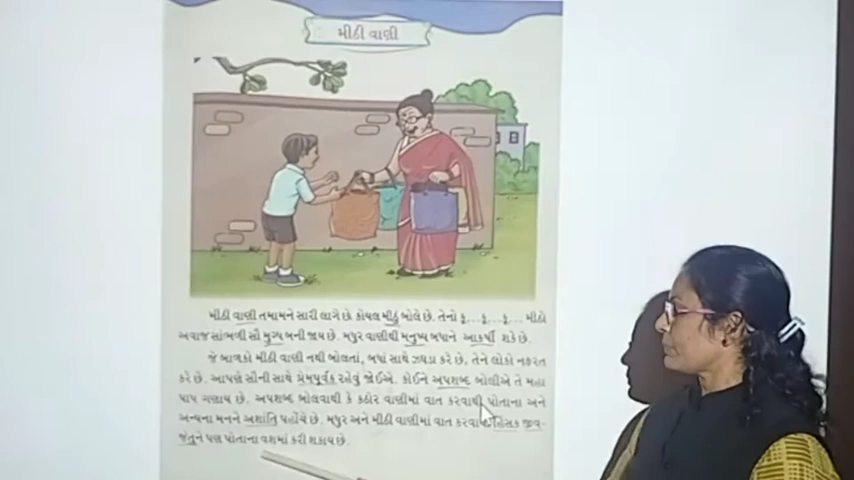 મીઠી વાણી
મીઠી વાણી તમામને સારી લાગે છે. કોયલ મીઠું બોલે છે. તેનો કૂ...કૂ...કૂ... મીઠો
અવાજ સાંભળી સૌ મુગ્ધ બની જાય છે. મધુર વાણીથી મનુષ્ય બધાને આકર્ષી શકે છે.
જે બાળકો મીઠી વાણી નથી બોલતાં, બધાં સાથે ઝઘડા કરે છે, તેને લોકો નફરત
કરે છે. આપણે સૌની સાથે પ્રેમપૂર્વક રહેવું જોઈએ. કોઈને અપશબ્દ બોલીએ તે મહા
પાપ ગણાય છે. અપશબ્દ બોલવાથી કે કઠોર વાણીમાં વાત કરવાથી પોતાના અને
અન્યના મનને અશાંતિ પહોંચે છે. મધુર અને મીઠી વાણીમાં વાત હિંસક જીવ-
જંતુને પણ પોતાના વશમાં કરી શકાય છે.